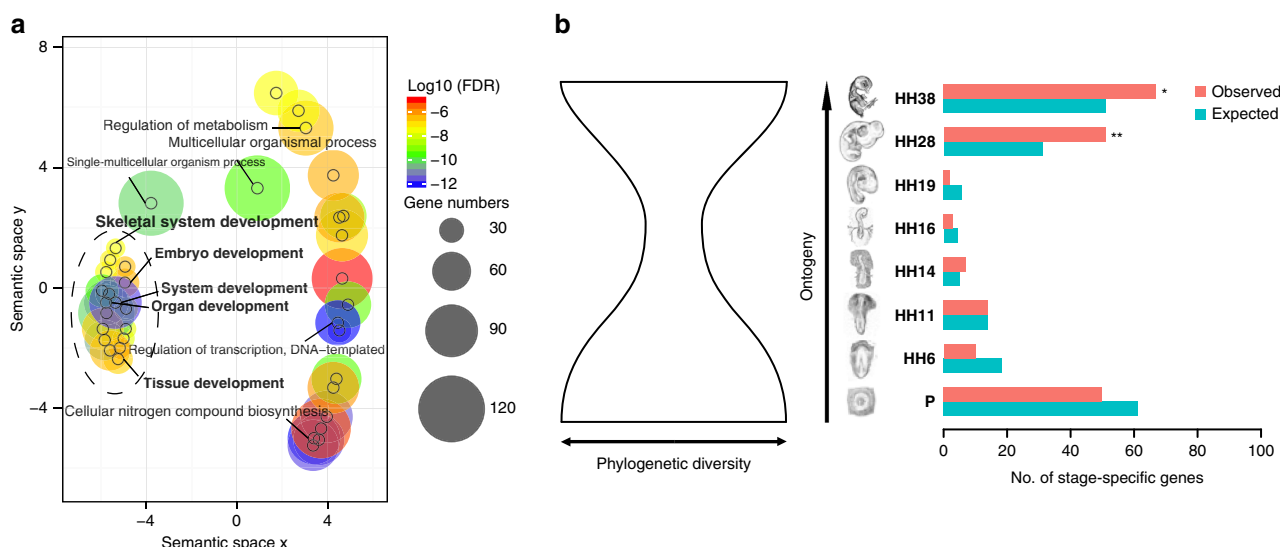 a
8
4
0
−4
−4
0
4
Semantic space y
Semantic space x
Regulation of metabolism
Multicellular organismal process
Single-multicellular organism process
Skeletal system development
Embryo development
System development
Organ development
Regulation of transcription, DNA–templated
Tissue development
Cellular nitrogen compound biosynthesis
Log10 (FDR)
−6
−8
−10
−12
Gene numbers
30
60
90
120
b
Phylogenetic diversity
Ontogeny
HH38
*
HH28
**
HH19
HH16
HH14
HH11
HH6
P
Observed
Expected
0
20
40
60
80
100
No. of stage-specific genes